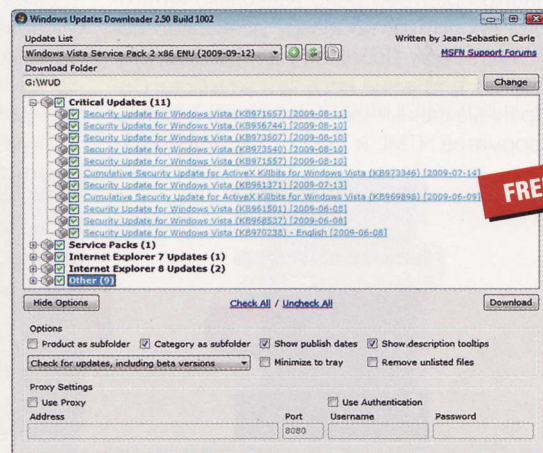 Windows Updates Downloader 2.50 Build 1002
Update List
Written by Jean-Sebastien Carle
Windows Vista Service Pack 2 x86 ENU (2009-09-12)
MSFN Support Forums
Download Folder
G:\WUD
Change
Critical Updates (11)
Security Update for Windows Vista (KB971657) [2009-08-11]
Security Update for Windows Vista (KB956744) [2009-08-10]
Security Update for Windows Vista (KB973507) [2009-08-10]
Security Update for Windows Vista (KB973540) [2009-08-10]
Security Update for Windows Vista (KB971557) [2009-08-10]
Cumulative Security Update for ActiveX Killbits for Windows Vista (KB973346) [2009-07-14]
Security Update for Windows Vista (KB961371) [2009-07-13]
Cumulative Security Update for ActiveX Killbits for Windows Vista (KB969898) [2009-06-09]
Security Update for Windows Vista (KB961501) [2009-06-08]
Security Update for Windows Vista (KB968537) [2009-06-08]
Security Update for Windows Vista (KB970238) - English [2009-06-08]
FREE
Service Packs (1)
Internet Explorer 7 Updates (1)
Internet Explorer 8 Updates (2)
Other (9)
Hide Options
Check All / Uncheck All
Download
Options
Product as subfolder
Category as subfolder
Show publish dates
Show description tooltips
Check for updates, including beta versions
Minimize to tray
Remove unlisted files
Proxy Settings
Use Proxy
Use Authentication
Address
Port
Username
Password
8080